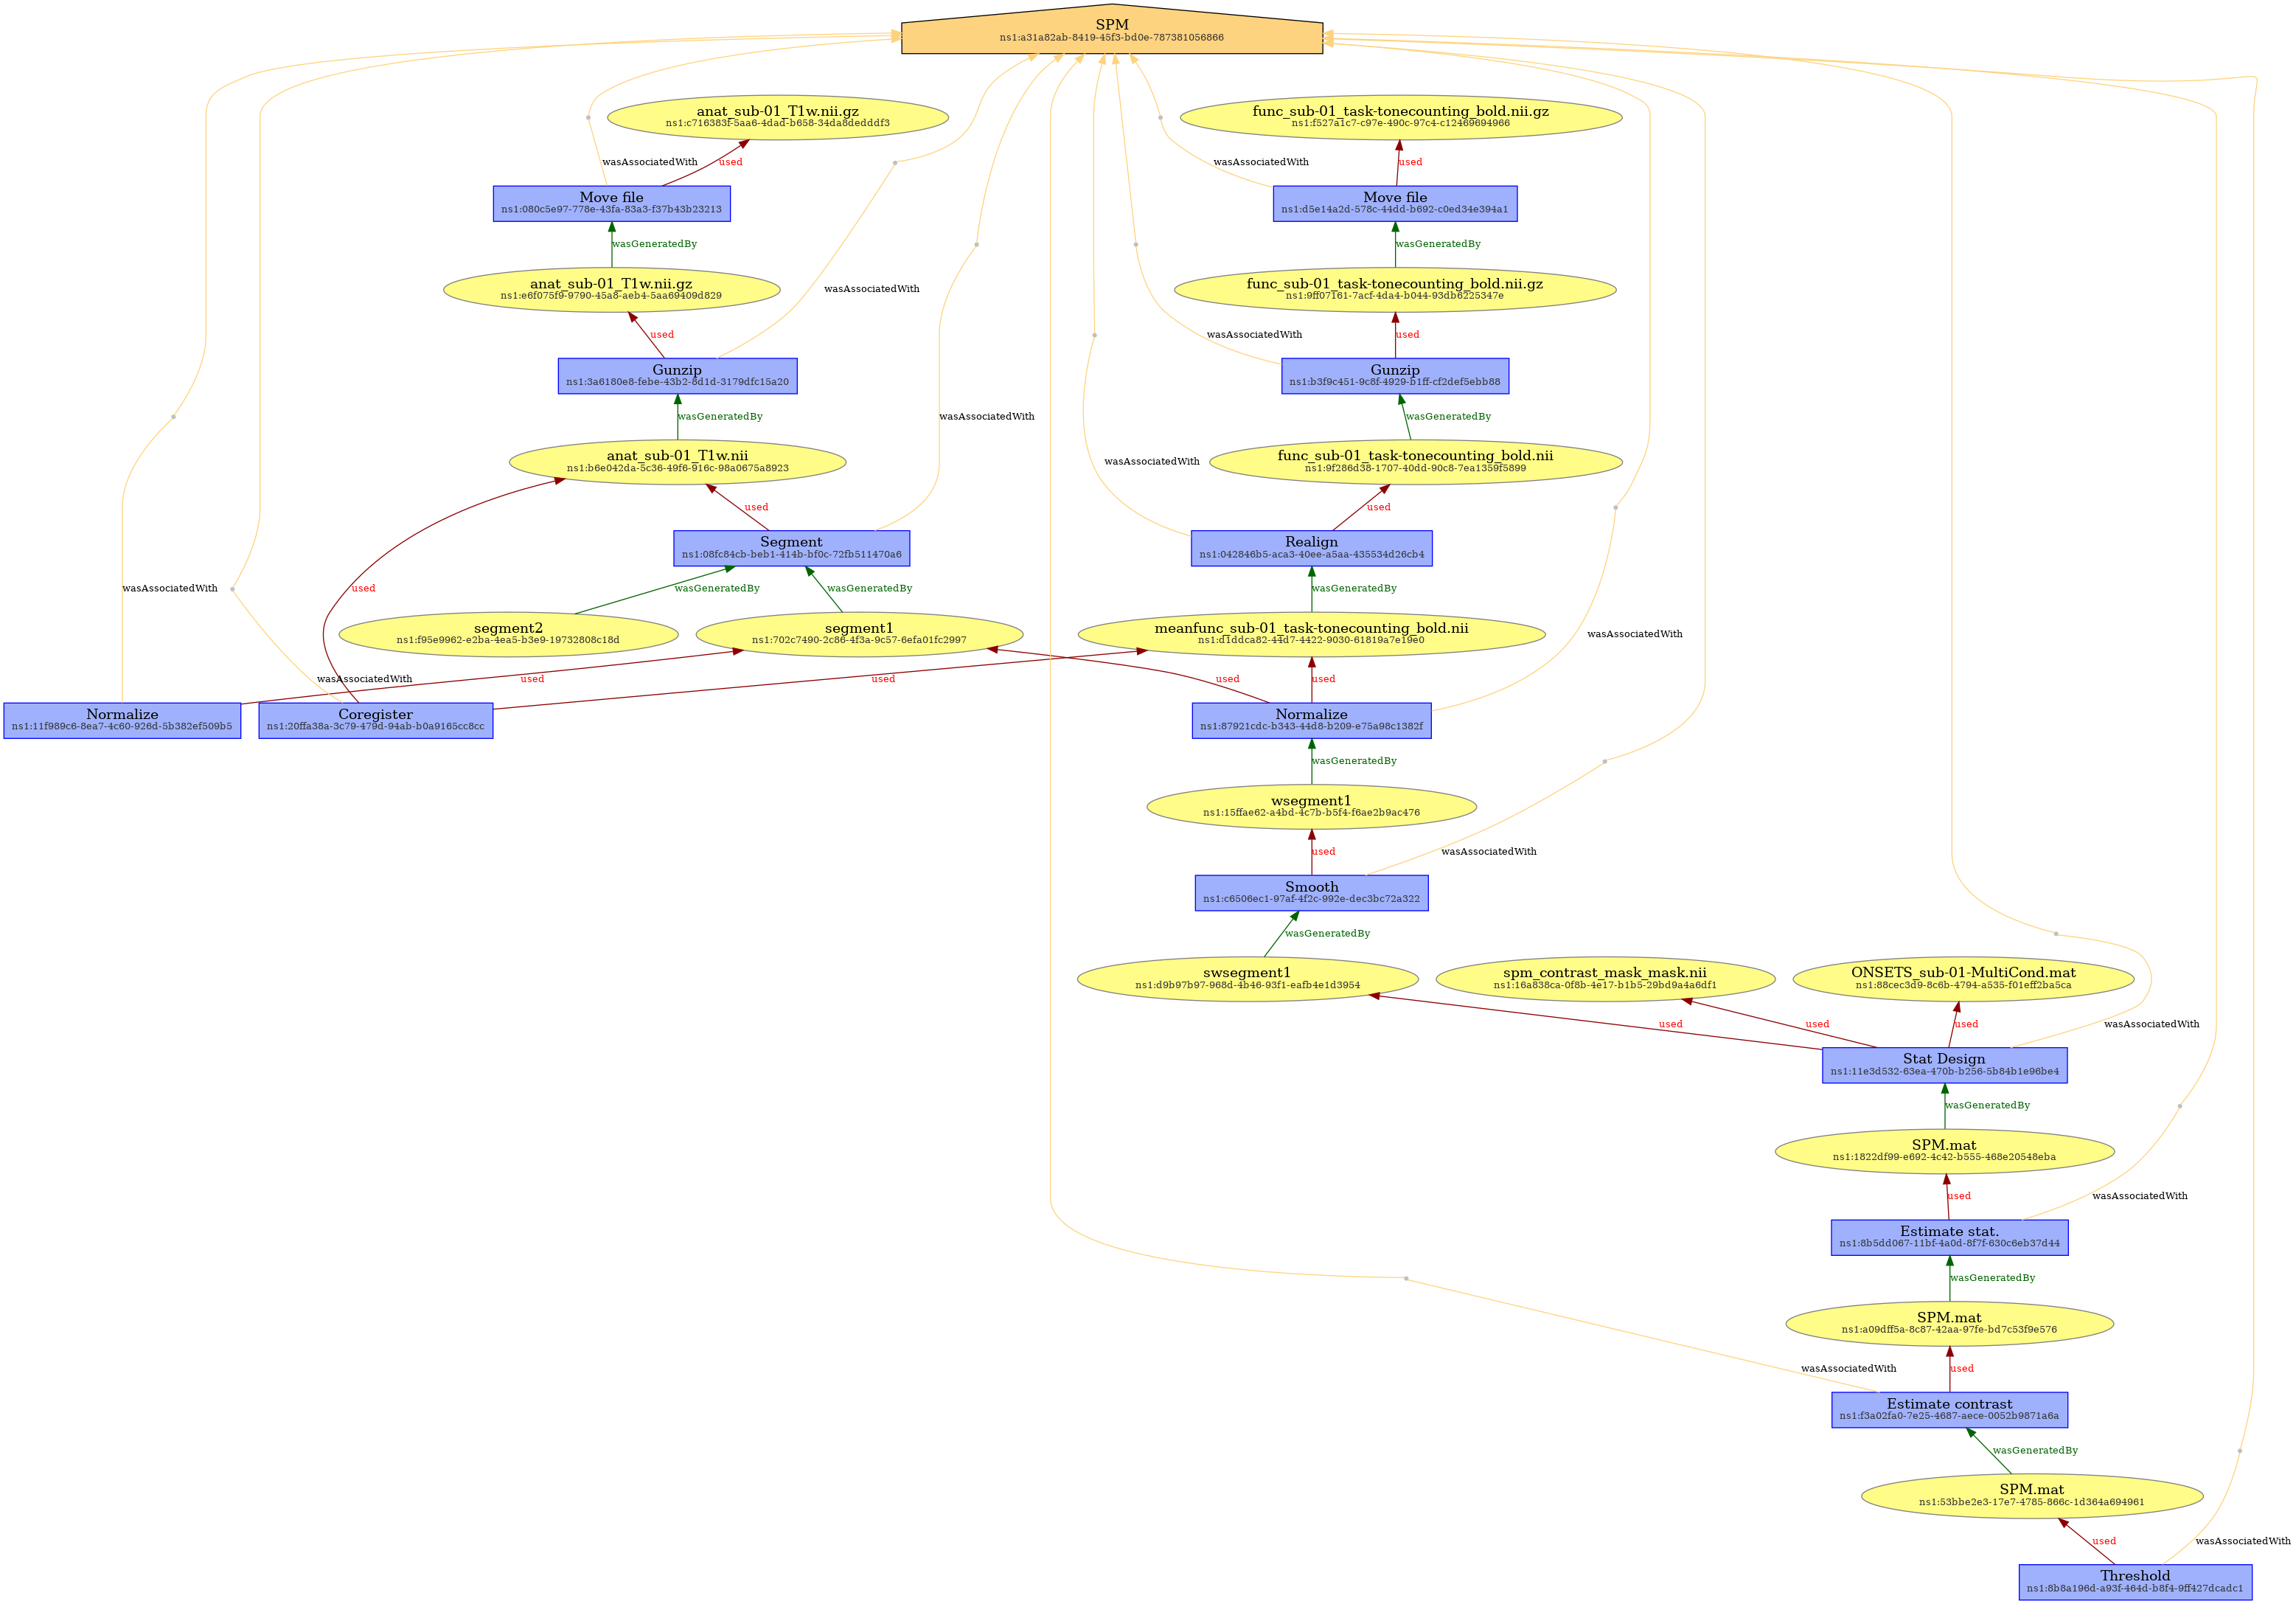 SPM
ns1:a31a82ab-8419-45f3-bd0e-787381056866
anat_sub-01_T1w.nii.gz
ns1:c716383f-5aa6-4dad-b658-34da8dedddf3
func_sub-01_task-tonecounting_bold.nii.gz
ns1:f527a1c7-c97e-490c-97c4-c12469694966
wasAssociatedWith
used
wasAssociatedWith
used
Move file
ns1:080c5e97-778e-43fa-83a3-f37b43b23213
Move file
ns1:d5e14a2d-578c-44dd-b692-c0ed34e394a1
wasGeneratedBy
wasGeneratedBy
anat_sub-01_T1w.nii.gz
ns1:e6f075f9-9790-45a8-aeb4-5aa69409d829
wasAssociatedWith
func_sub-01_task-tonecounting_bold.nii.gz
ns1:9ff07161-7acf-4da4-b044-93db6225347e
used
wasAssociatedWith
used
Gunzip
ns1:3a6180e8-febe-43b2-8d1d-3179dfc15a20
Gunzip
ns1:b3f9c451-9c8f-4929-b1ff-cf2def5ebb88
wasGeneratedBy
wasAssociatedWith
wasGeneratedBy
anat_sub-01_T1w.nii
ns1:b6e042da-5c36-49f6-916c-98a0675a8923
wasAssociatedWith
func_sub-01_task-tonecounting_bold.nii
ns1:9f286d38-1707-40dd-90c8-7ea1359f5899
used
used
Segment
ns1:08fc84cb-beb1-414b-bf0c-72fb511470a6
Realign
ns1:042846b5-aca3-40ee-a5aa-435534d26cb4
wasAssociatedWith
used
wasGeneratedBy
wasGeneratedBy
wasGeneratedBy
segment2
ns1:f95e9962-e2ba-4ea5-b3e9-19732808c18d
segment1
ns1:702c7490-2c86-4f3a-9c57-6efa01fc2997
meanfunc_sub-01_task-tonecounting_bold.nii
ns1:d1ddca82-44d7-4422-9030-61819a7e19e0
wasAssociatedWith
wasAssociatedWith
used
used
used
used
Normalize
ns1:11f989c6-8ea7-4c60-926d-5b382ef509b5
Coregister
ns1:20ffa38a-3c79-479d-94ab-b0a9165cc8cc
Normalize
ns1:87921cdc-b343-44d8-b209-e75a98c1382f
wasGeneratedBy
wsegment1
ns1:15ffae62-a4bd-4c7b-b5f4-f6ae2b9ac476
used
wasAssociatedWith
Smooth
ns1:c6506ec1-97af-4f2c-992e-dec3bc72a322
wasGeneratedBy
swsegment1
ns1:d9b97b97-968d-4b46-93f1-eafb4e1d3954
spm_contrast_mask_mask.nii
ns1:16a838ca-0f8b-4e17-b1b5-29bd9a4a6df1
ONSETS_sub-01-MultiCond.mat
ns1:88cec3d9-8c6b-4794-a535-f01eff2ba5ca
used
used
used
wasAssociatedWith
Stat Design
ns1:11e3d532-63ea-470b-b256-5b84b1e96be4
wasGeneratedBy
SPM.mat
ns1:1822df99-e692-4c42-b555-468e20548eba
used
wasAssociatedWith
Estimate stat.
ns1:8b5dd067-11bf-4a0d-8f7f-630c6eb37d44
wasGeneratedBy
SPM.mat
ns1:a09dff5a-8c87-42aa-97fe-bd7c53f9e576
wasAssociatedWith
used
Estimate contrast
ns1:f3a02fa0-7e25-4687-aece-0052b9871a6a
wasGeneratedBy
SPM.mat
ns1:53bbe2e3-17e7-4785-866c-1d364a694961
used
wasAssociatedWith
Threshold
ns1:8b8a196d-a93f-464d-b8f4-9ff427dcadc1